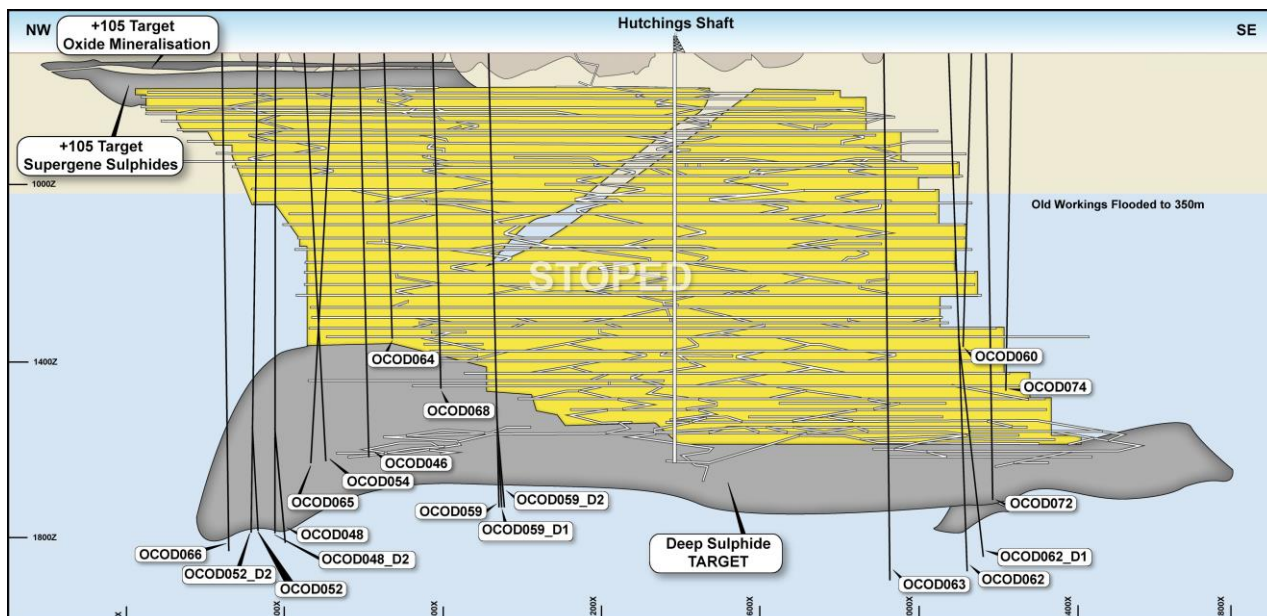 NW
+105 Target
Oxide Mineralisation
Hutchings Shaft
SE
+105 Target
Supergene Sulphides
1000Z
Old Workings Flooded to 350m
STOPED
OCOD064
OCOD060
1400Z
OCOD074
OCOD068
OCOD046
OCOD054
OCOD065
OCOD059_D2
OCOD059
OCOD072
OCOD059_D1
OCOD048
1800Z
OCOD066
OCOD048_D2
Deep Sulphide
TARGET
OCOD062_D1
OCOD052_D2
OCOD063
OCOD062
OCOD052